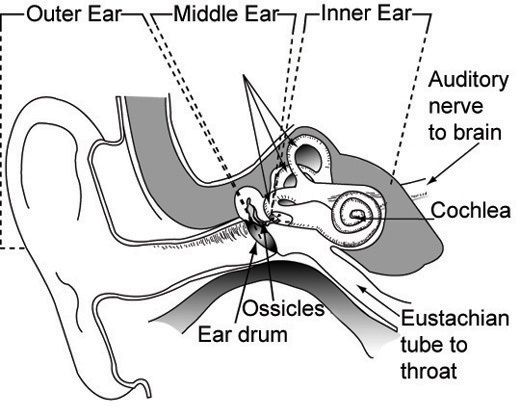 Outer Ear
Middle Ear
Inner Ear
Auditory
nerve
to brain
Cochlea
Ossicles
Ear drum
Eustachian
tube to
throat